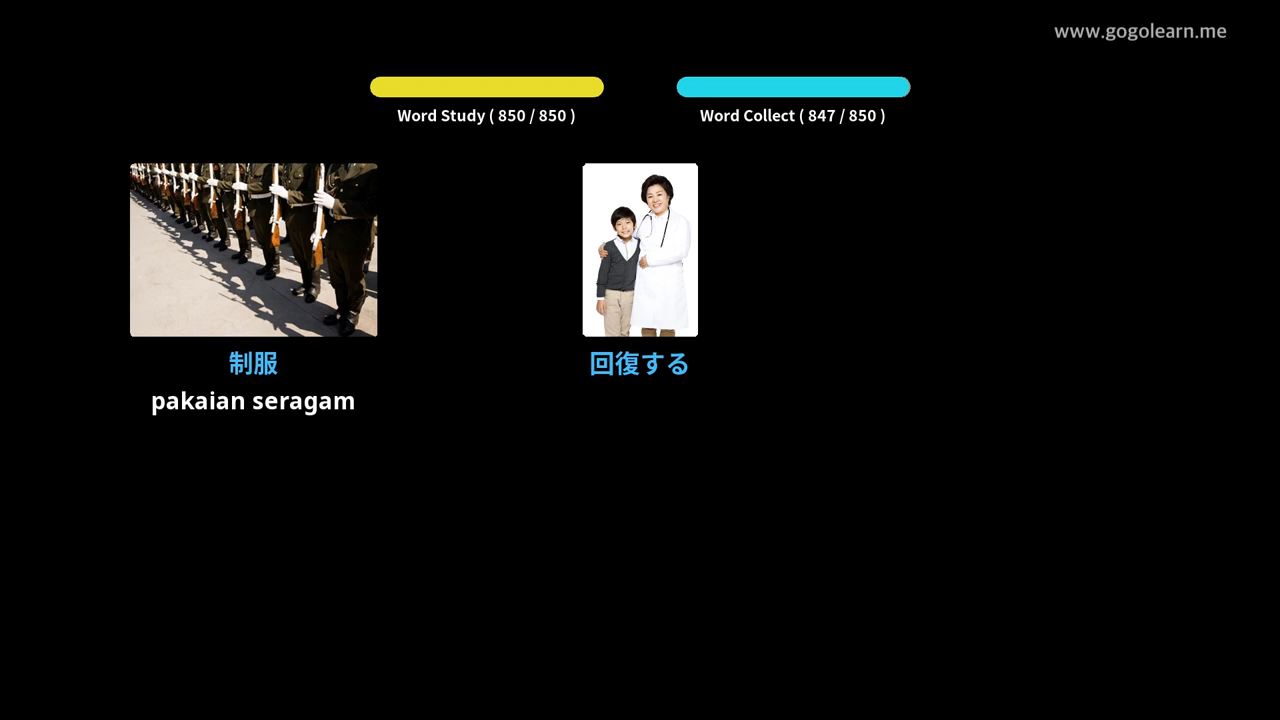 www.gogolearn.me
Word Study ( 850 / 850 )
Word Collect ( 847 / 850 )
制服
pakaian seragam
回復する